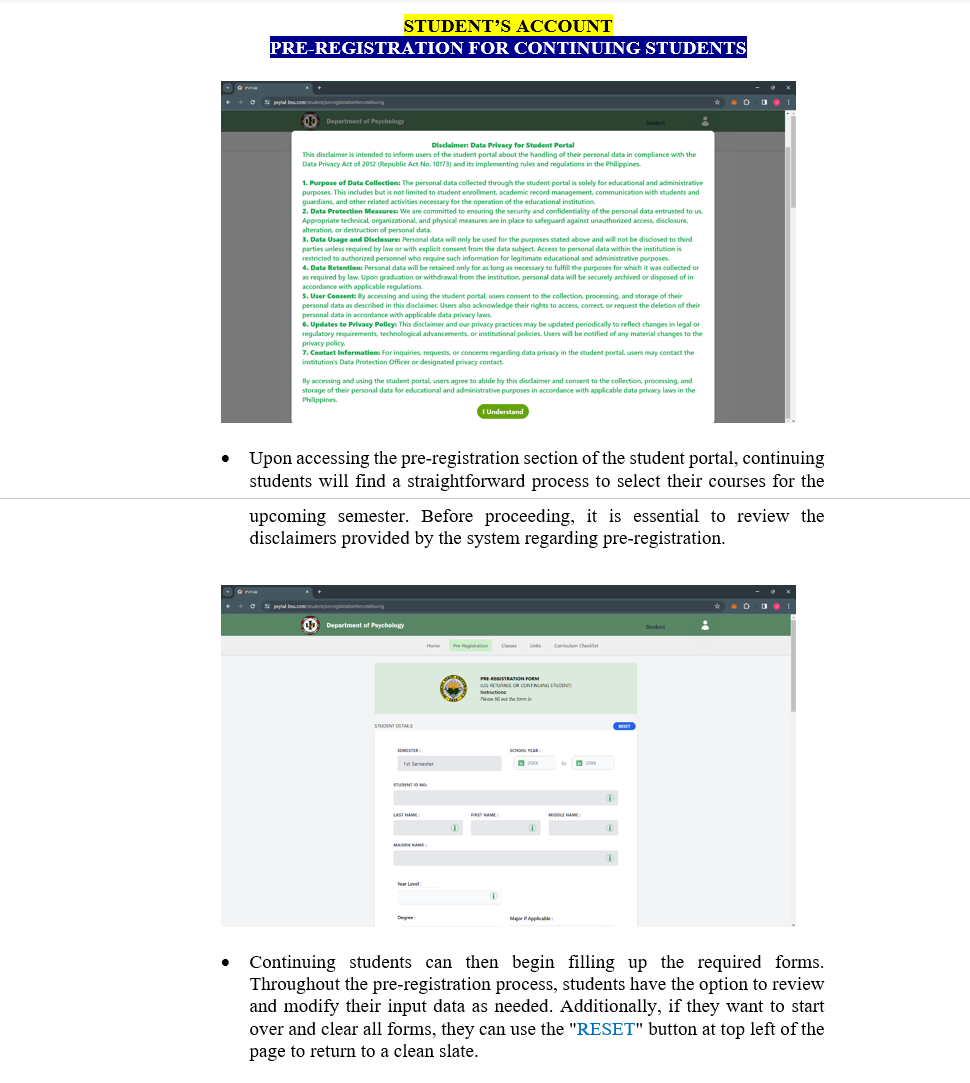 STUDENT'S ACCOUNT
PRE-REGISTRATION FOR CONTINUING STUDENTS
Department of Psychology
Student
Disclaimer: Data Privacy for Student Portal
This disclaimer is intended to inform users of the student portal about the handling of their personal data in compliance with the
Data Privacy Act of 2012 (Republic Act No. 10173) and its implementing rules and regulations in the Philippines.
1. Purpose of Data Collection: The personal data collected through the student portal is solely for educational and administrative
purposes. This includes but is not limited to student enrollment, academic record management, communication with students and
guardians, and other related activities necessary for the operation of the educational institution.
2. Data Protection Measures: We are committed to ensuring the security and confidentiality of the personal data entrusted to us.
Appropriate technical, organizational, and physical measures are in place to safeguard against unauthorized access, disclosure,
alteration, or destruction of personal data.
3. Data Usage and Disclosure: Personal data will only be used for the purposes stated above and will not be disclosed to third
parties unless required by law or with explicit consent from the data subject. Access to personal data within the institution is
restricted to authorized personnel who require such information for legitimate educational and administrative purposes.
4. Data Retention: Personal data will be retained only for as long as necessary to fulfill the purposes for which it was collected or
as required by law. Upon graduation or withdrawal from the institution, personal data will be securely archived or disposed of in
accordance with applicable regulations.
5. User Consent: By accessing and using the student portal, users consent to the collection, processing, and storage of their
personal data as described in this disclaimer. Users also acknowledge their rights to access, correct, or request the deletion of their
personal data in accordance with applicable data privacy laws.
6. Updates to Privacy Policy: This disclaimer and our privacy practices may be updated periodically to reflect changes in legal or
regulatory requirements, technological advancements, or institutional policies. Users will be notified of any material changes to the
privacy policy.
7. Contact Information: For inquiries, requests, or concerns regarding data privacy in the student portal, users may contact the
institution's Data Protection Officer or designated privacy contact.
By accessing and using the student portal, users agree to abide by this disclaimer and consent to the collection, processing, and
storage of their personal data for educational and administrative purposes in accordance with applicable data privacy laws in the
Philippines.
I Understand
• Upon accessing the pre-registration section of the student portal, continuing
students will find a straightforward process to select their courses for the
upcoming semester. Before proceeding, it is essential to review the
disclaimers provided by the system regarding pre-registration.
Department of Psychology
Student
Home Pre-Registration Classes Links Curriculum Checklist
PRE-REGISTRATION FORM
(UG RETURNEE OR CONTINUING STUDENT)
Instructions:
Please fill out the form in
STUDENT DETAILS RESET
SEMESTER : SCHOOL YEAR :
1st Semester 20XX to 20XX
STUDENT ID NO:
LAST NAME : FIRST NAME : MIDDLE NAME :
MAIDEN NAME :
Year Level :
Degree : Major if Applicable :
• Continuing students can then begin filling up the required forms.
Throughout the pre-registration process, students have the option to review
and modify their input data as needed. Additionally, if they want to start
over and clear all forms, they can use the "RESET" button at top left of the
page to return to a clean slate.